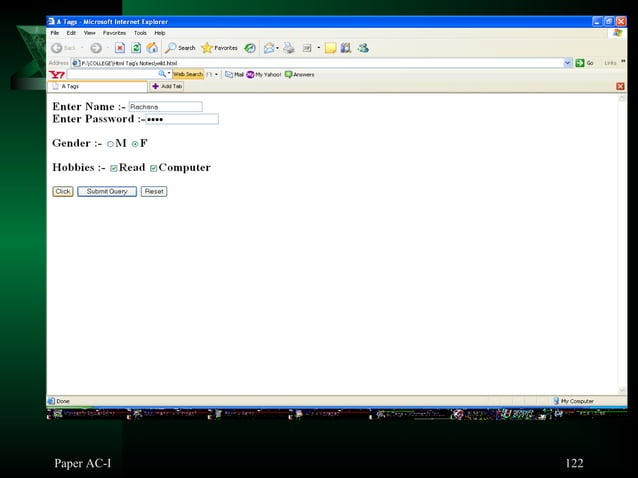 A Tags - Microsoft Internet Explorer
File Edit View Favorites Tools Help
Back Search Favorites
Address F:\COLLEGE\Html Tag's Notes\wiki1.html Go Links »
Y! Web Search Mail My Yahoo! Answers
A Tags Add Tab
Enter Name :- Rachana
Enter Password :- ••••
Gender :- M F
Hobbies :- Read Computer
Click Submit Query Reset
Done My Computer
Paper AC-I 122